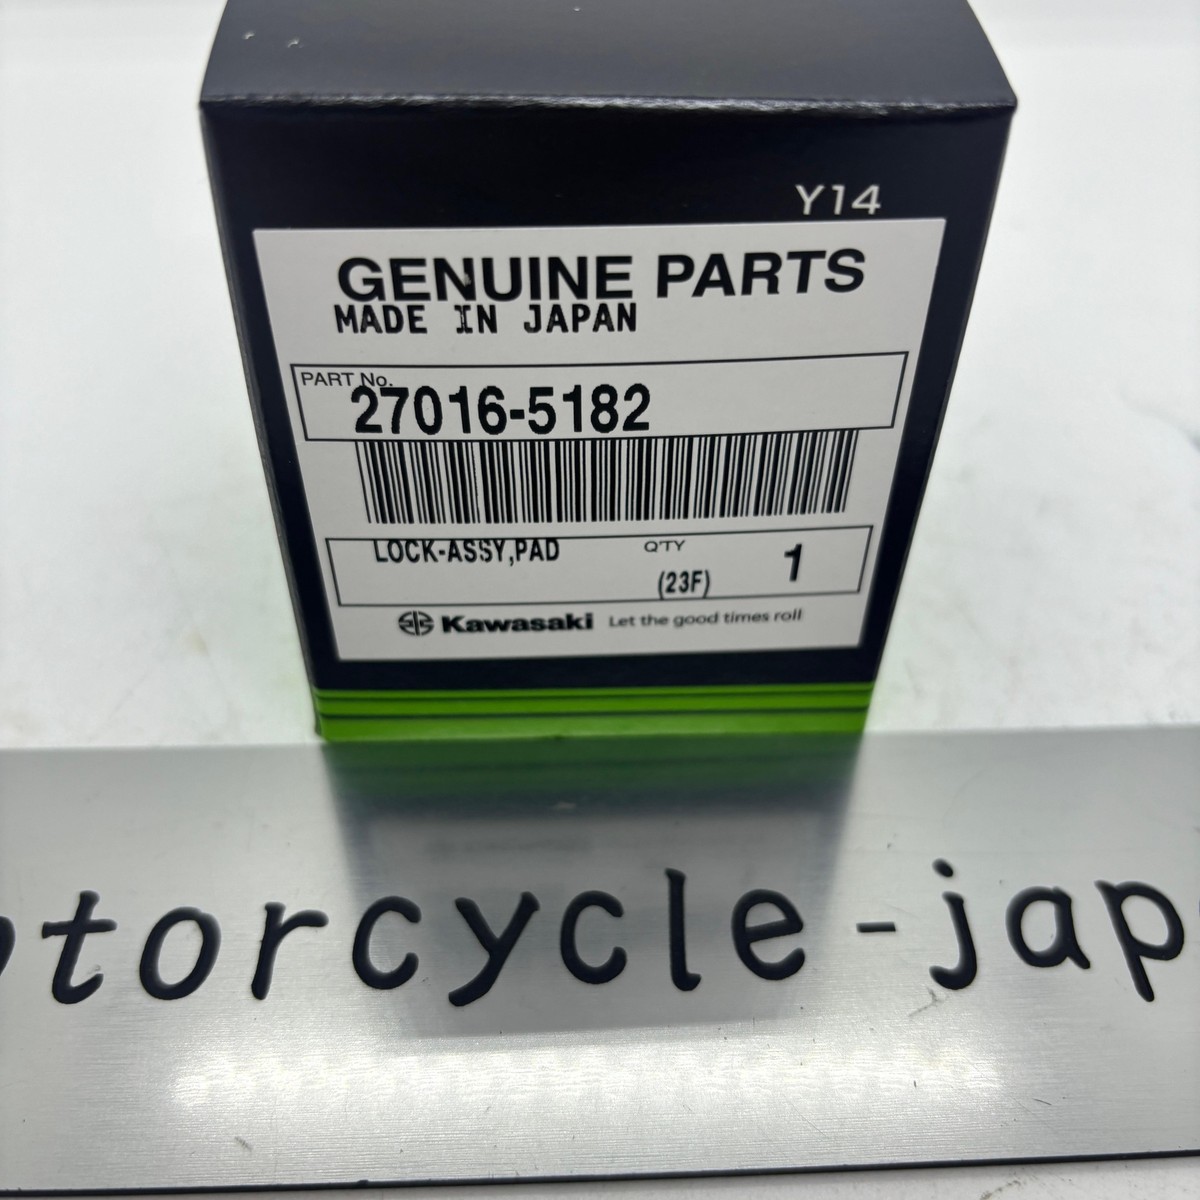 Y14
GENUINE PARTS
MADE IN JAPAN
PART No.
27016-5182
LOCK-ASSY,PAD
Q'TY
(23F)
1
Kawasaki Let the good times roll
otorcycle-jap